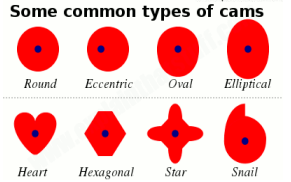 Some common types of cams
Round Eccentric Oval Elliptical
Heart Hexagonal Star Snail